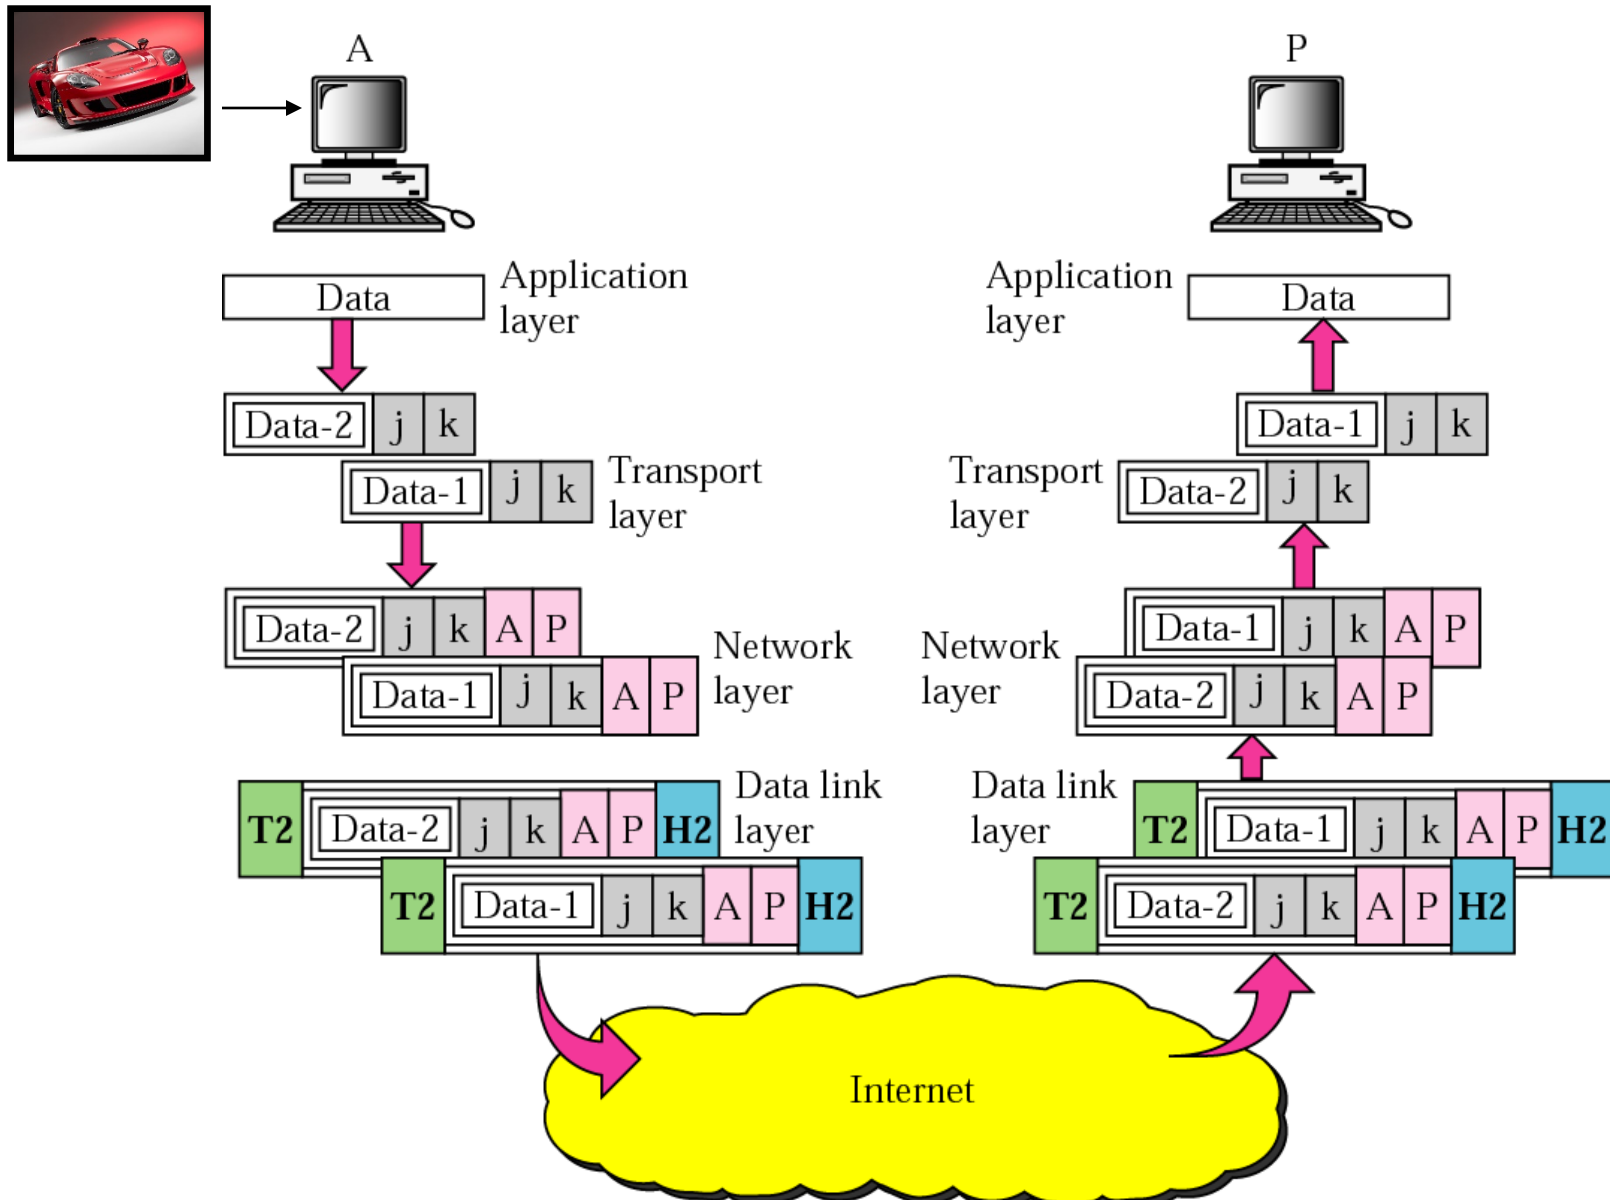 A
P
Data
Application
layer
Application
layer
Data
Data-2 j k
Data-1 j k
Transport
layer
Data-1 j k
Transport
layer
Data-2 j k
Data-2 j k A P
Data-1 j k A P
Network
layer
Network
layer
Data-1 j k A P
Data-2 j k A P
T2 Data-2 j k A P H2
Data link
layer
T2 Data-1 j k A P H2
Data link
layer
T2 Data-1 j k A P H2
T2 Data-2 j k A P H2
Internet